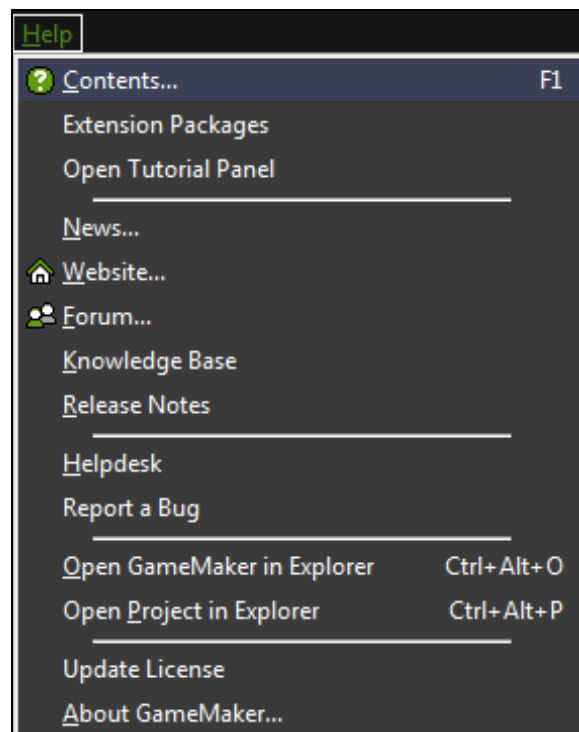 Help
Contents... F1
Extension Packages
Open Tutorial Panel
News...
Website...
Forum...
Knowledge Base
Release Notes
Helpdesk
Report a Bug
Open GameMaker in Explorer Ctrl+Alt+O
Open Project in Explorer Ctrl+Alt+P
Update License
About GameMaker...